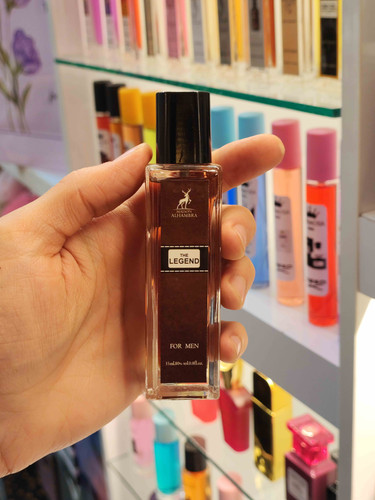 MAISON
ALHAMBRA
THE
LEGEND
FOR MEN